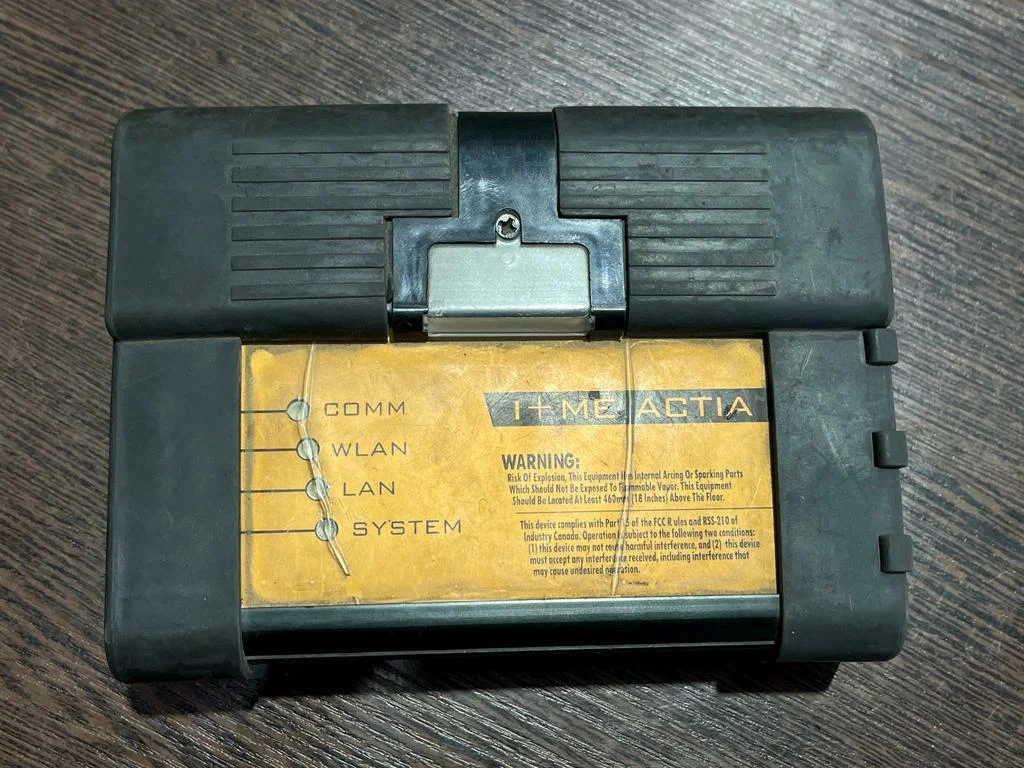 COMM
WLAN
LAN
SYSTEM
I+ME ACTIA
WARNING:
Risk Of Explosion, This Equipment Has Internal Arcing Or Sparking Parts
Which Should Not Be Exposed To Flammable Vapor. This Equipment
Should Be Located At Least 460mm (18 Inches) Above The Floor.
This device complies with Part 15 of the FCC R ules and RSS-210 of
Industry Canada. Operation is subject to the following two conditions:
(1) this device may not cause harmful interference, and (2) this device
must accept any interference received, including interference that
may cause undesired operation.